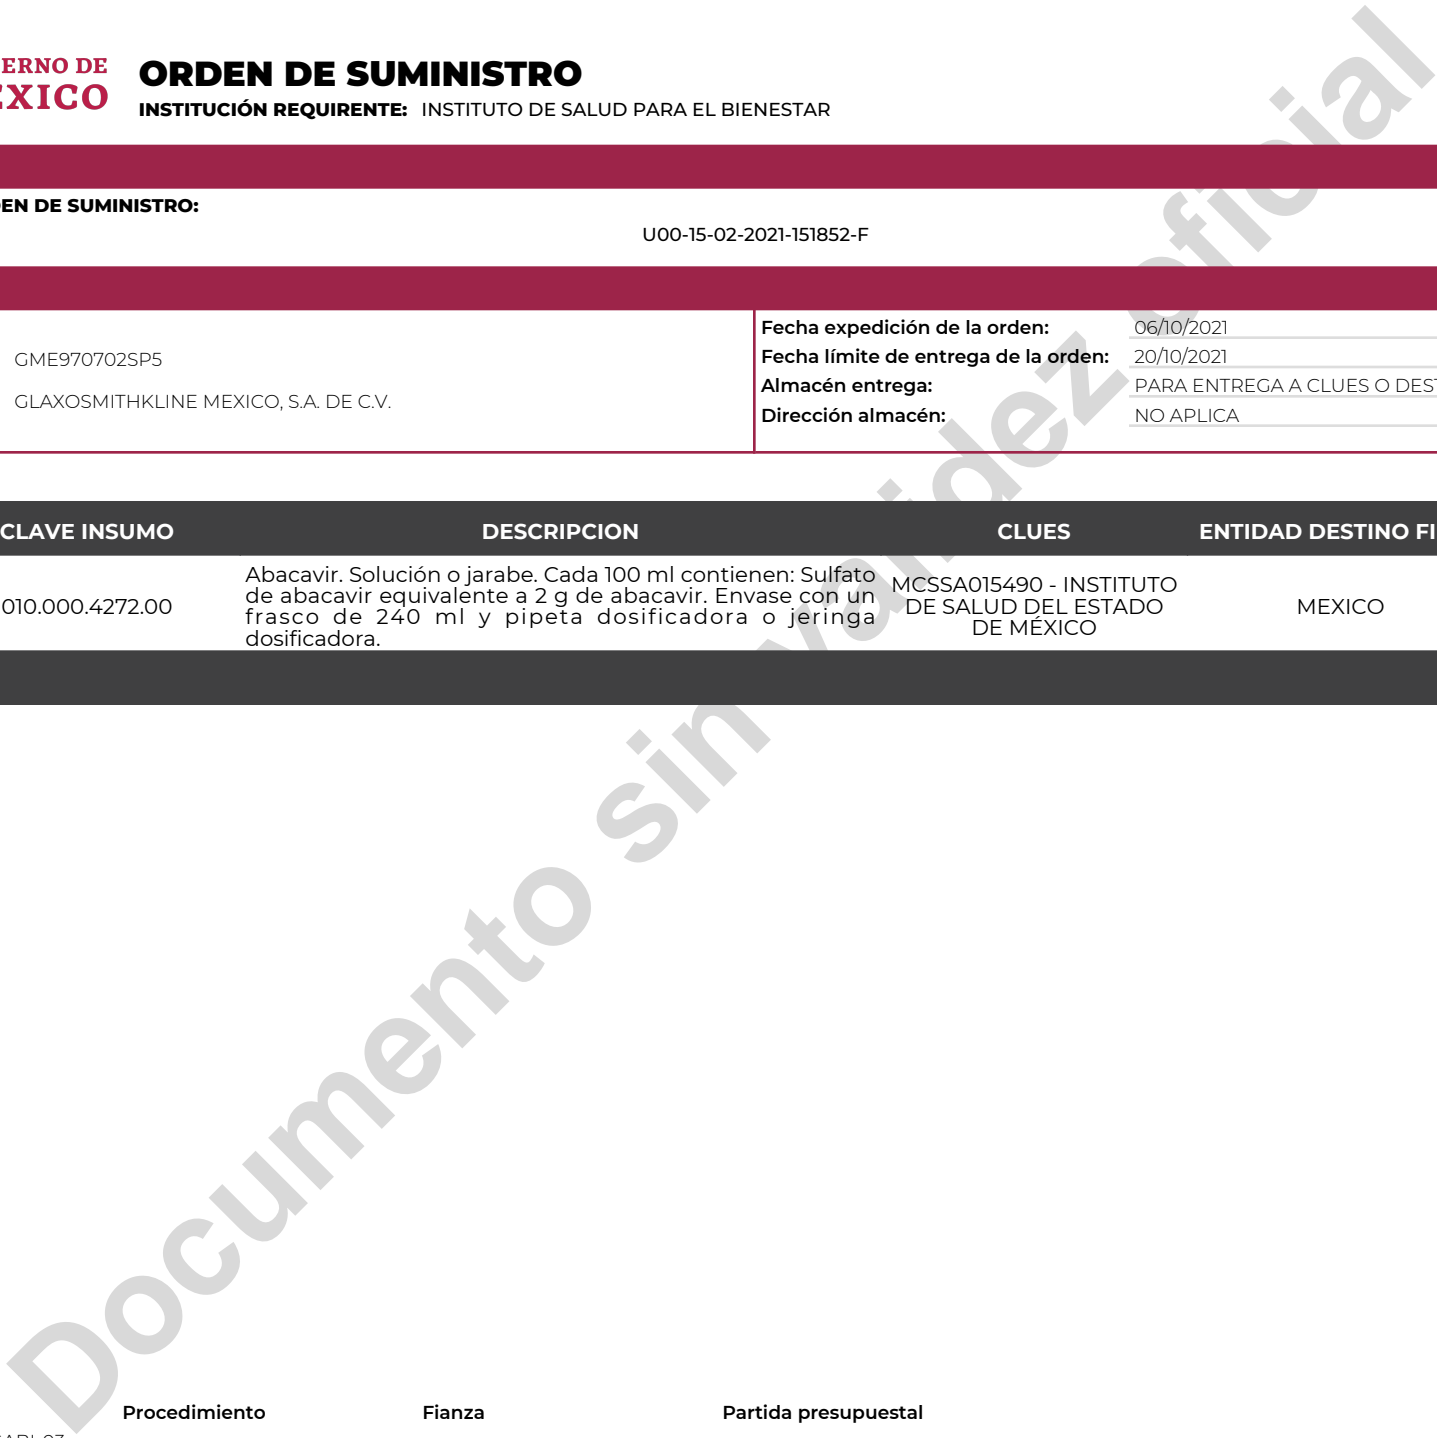 ERNO DE
EXICO
ORDEN DE SUMINISTRO
INSTITUCIÓN REQUIRENTE: INSTITUTO DE SALUD PARA EL BIENESTAR
EN DE SUMINISTRO:
U00-15-02-2021-151852-F
GME970702SP5
GLAXOSMITHKLINE MEXICO, S.A. DE C.V.
Fecha expedición de la orden: 06/10/2021
Fecha límite de entrega de la orden: 20/10/2021
Almacén entrega: PARA ENTREGA A CLUES O DEST
Dirección almacén: NO APLICA
CLAVE INSUMO DESCRIPCION CLUES ENTIDAD DESTINO FI
010.000.4272.00
Abacavir. Solución o jarabe. Cada 100 ml contienen: Sulfato
de abacavir equivalente a 2 g de abacavir. Envase con un
frasco de 240 ml y pipeta dosificadora o jeringa
dosificadora.
MCSSA015490 - INSTITUTO
DE SALUD DEL ESTADO
DE MÉXICO
MEXICO
Documento sin validez oficial
Procedimiento Fianza Partida presupuestal